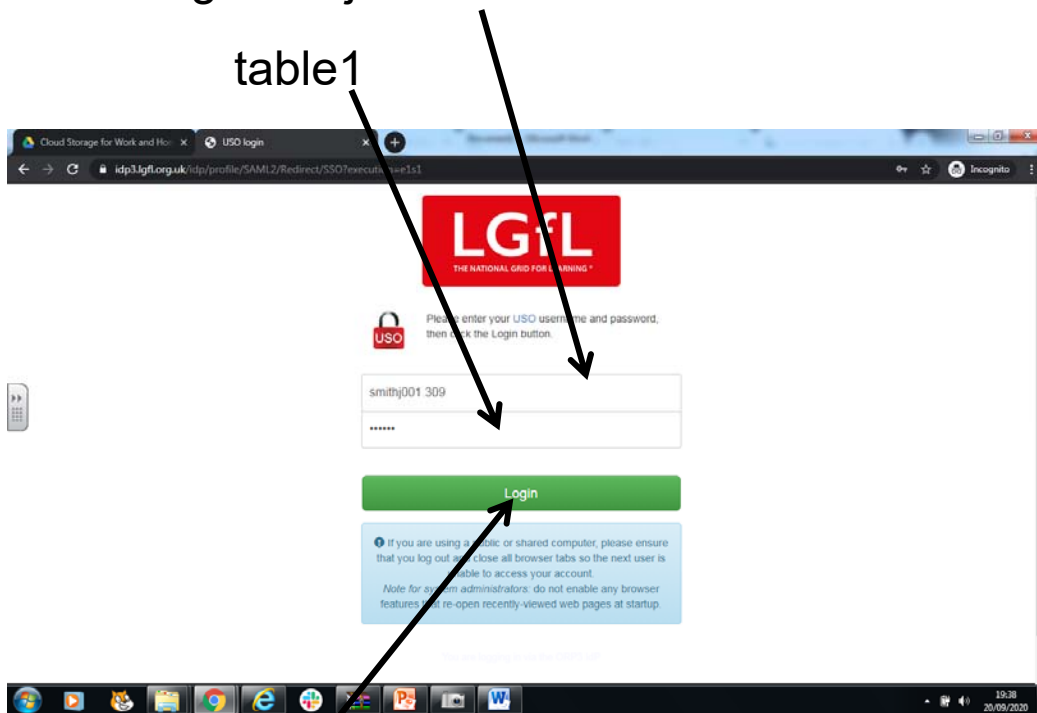 table1
Cloud Storage for Work and Ho
USO login
idp3.lgfl.org.uk/idp/profile/SAML2/Redirect/SSO?execution=e1s1
Incognito
LGfL
THE NATIONAL GRID FOR LEARNING
USO
Please enter your USO username and password,
then click the Login button.
smithj001.309
••••••
Login
If you are using a public or shared computer, please ensure
that you log out and close all browser tabs so the next user is
unable to access your account.
Note for system administrators: do not enable any browser
features that re-open recently-viewed web pages at startup.
19:38
20/09/2020